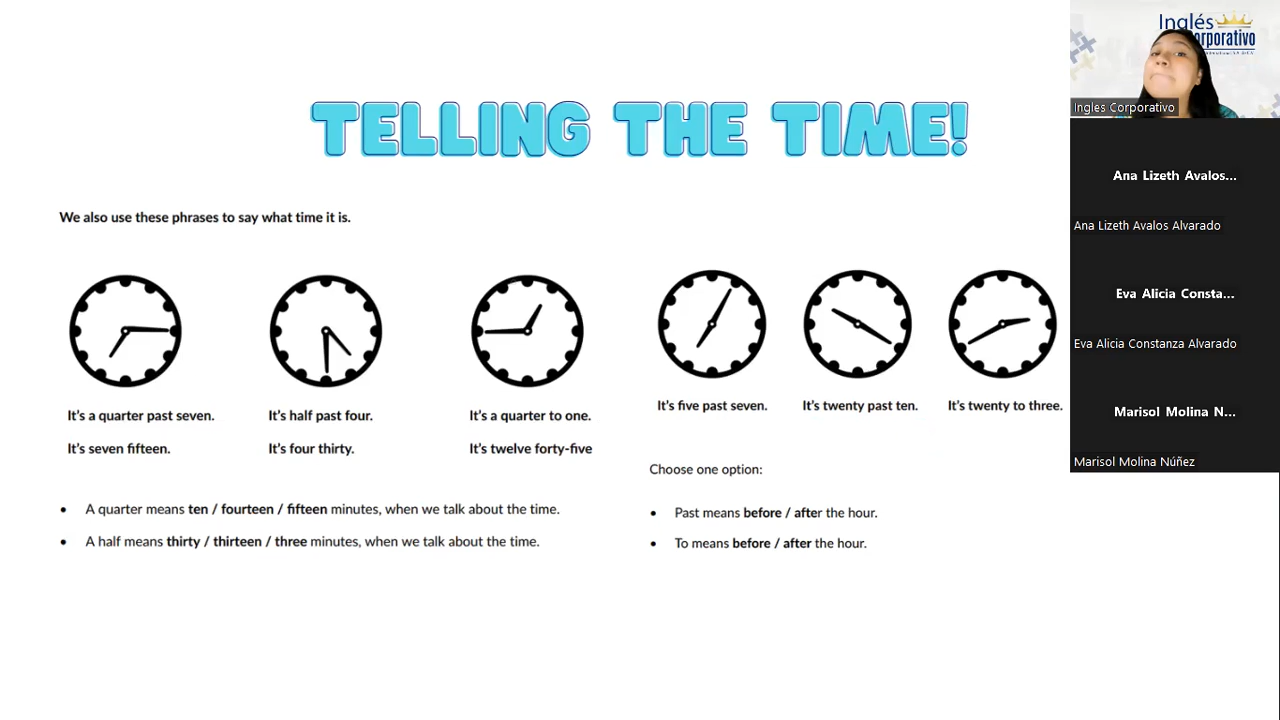 TELLING THE TIME!
We also use these phrases to say what time it is.
It's a quarter past seven.
It's seven fifteen.
It's half past four.
It's four thirty.
It's a quarter to one.
It's twelve forty-five
It's five past seven.
It's twenty past ten.
It's twenty to three.
• A quarter means ten / fourteen / fifteen minutes, when we talk about the time.
• A half means thirty / thirteen / three minutes, when we talk about the time.
Choose one option:
• Past means before / after the hour.
• To means before / after the hour.
Inglés
orporativo
Ingles Corporativo
Ana Lizeth Avalos...
Ana Lizeth Avalos Alvarado
Eva Alicia Consta...
Eva Alicia Constanza Alvarado
Marisol Molina N...
Marisol Molina Núñez